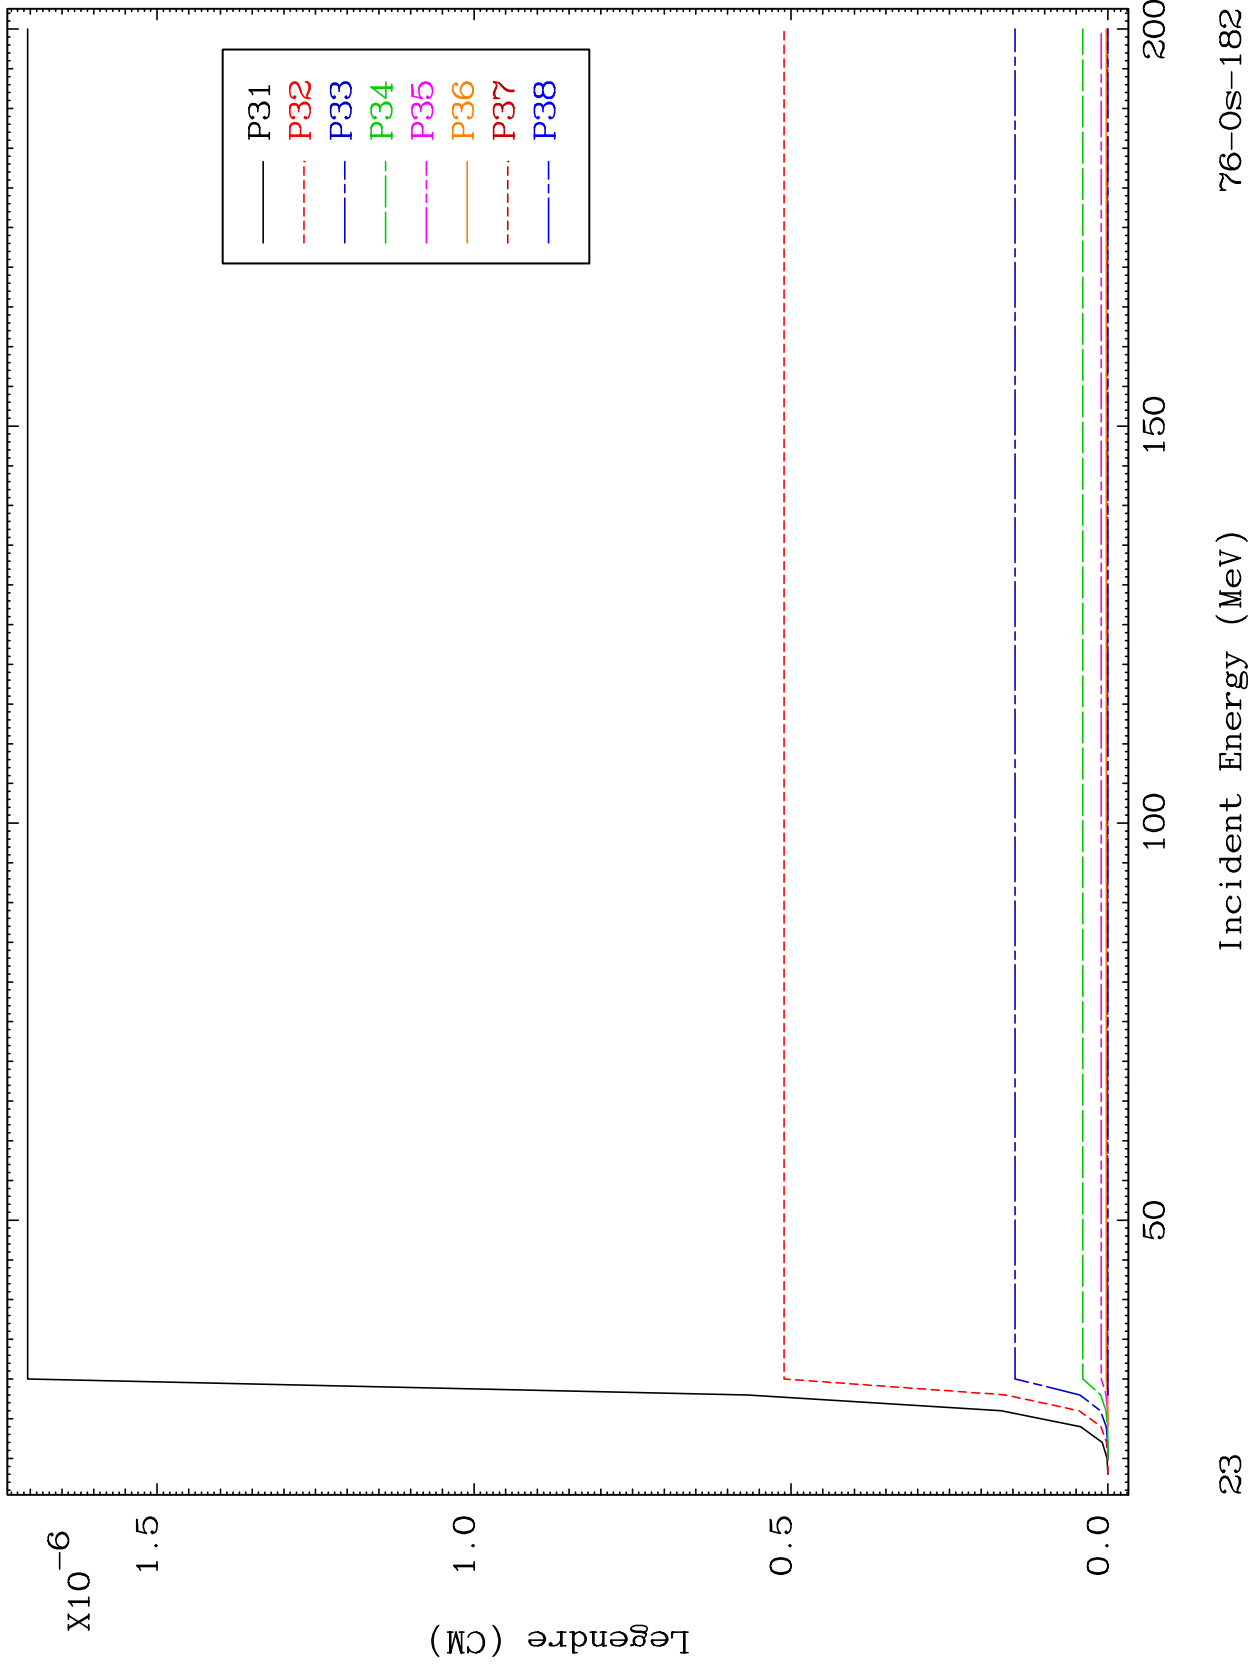 X10-6
1.5
1.0
0.5
0.0
Legendre (CM)
P31
P32
P33
P34
P35
P36
P37
P38
50
100
150
200
23
Incident Energy (MeV)
76-Os-182